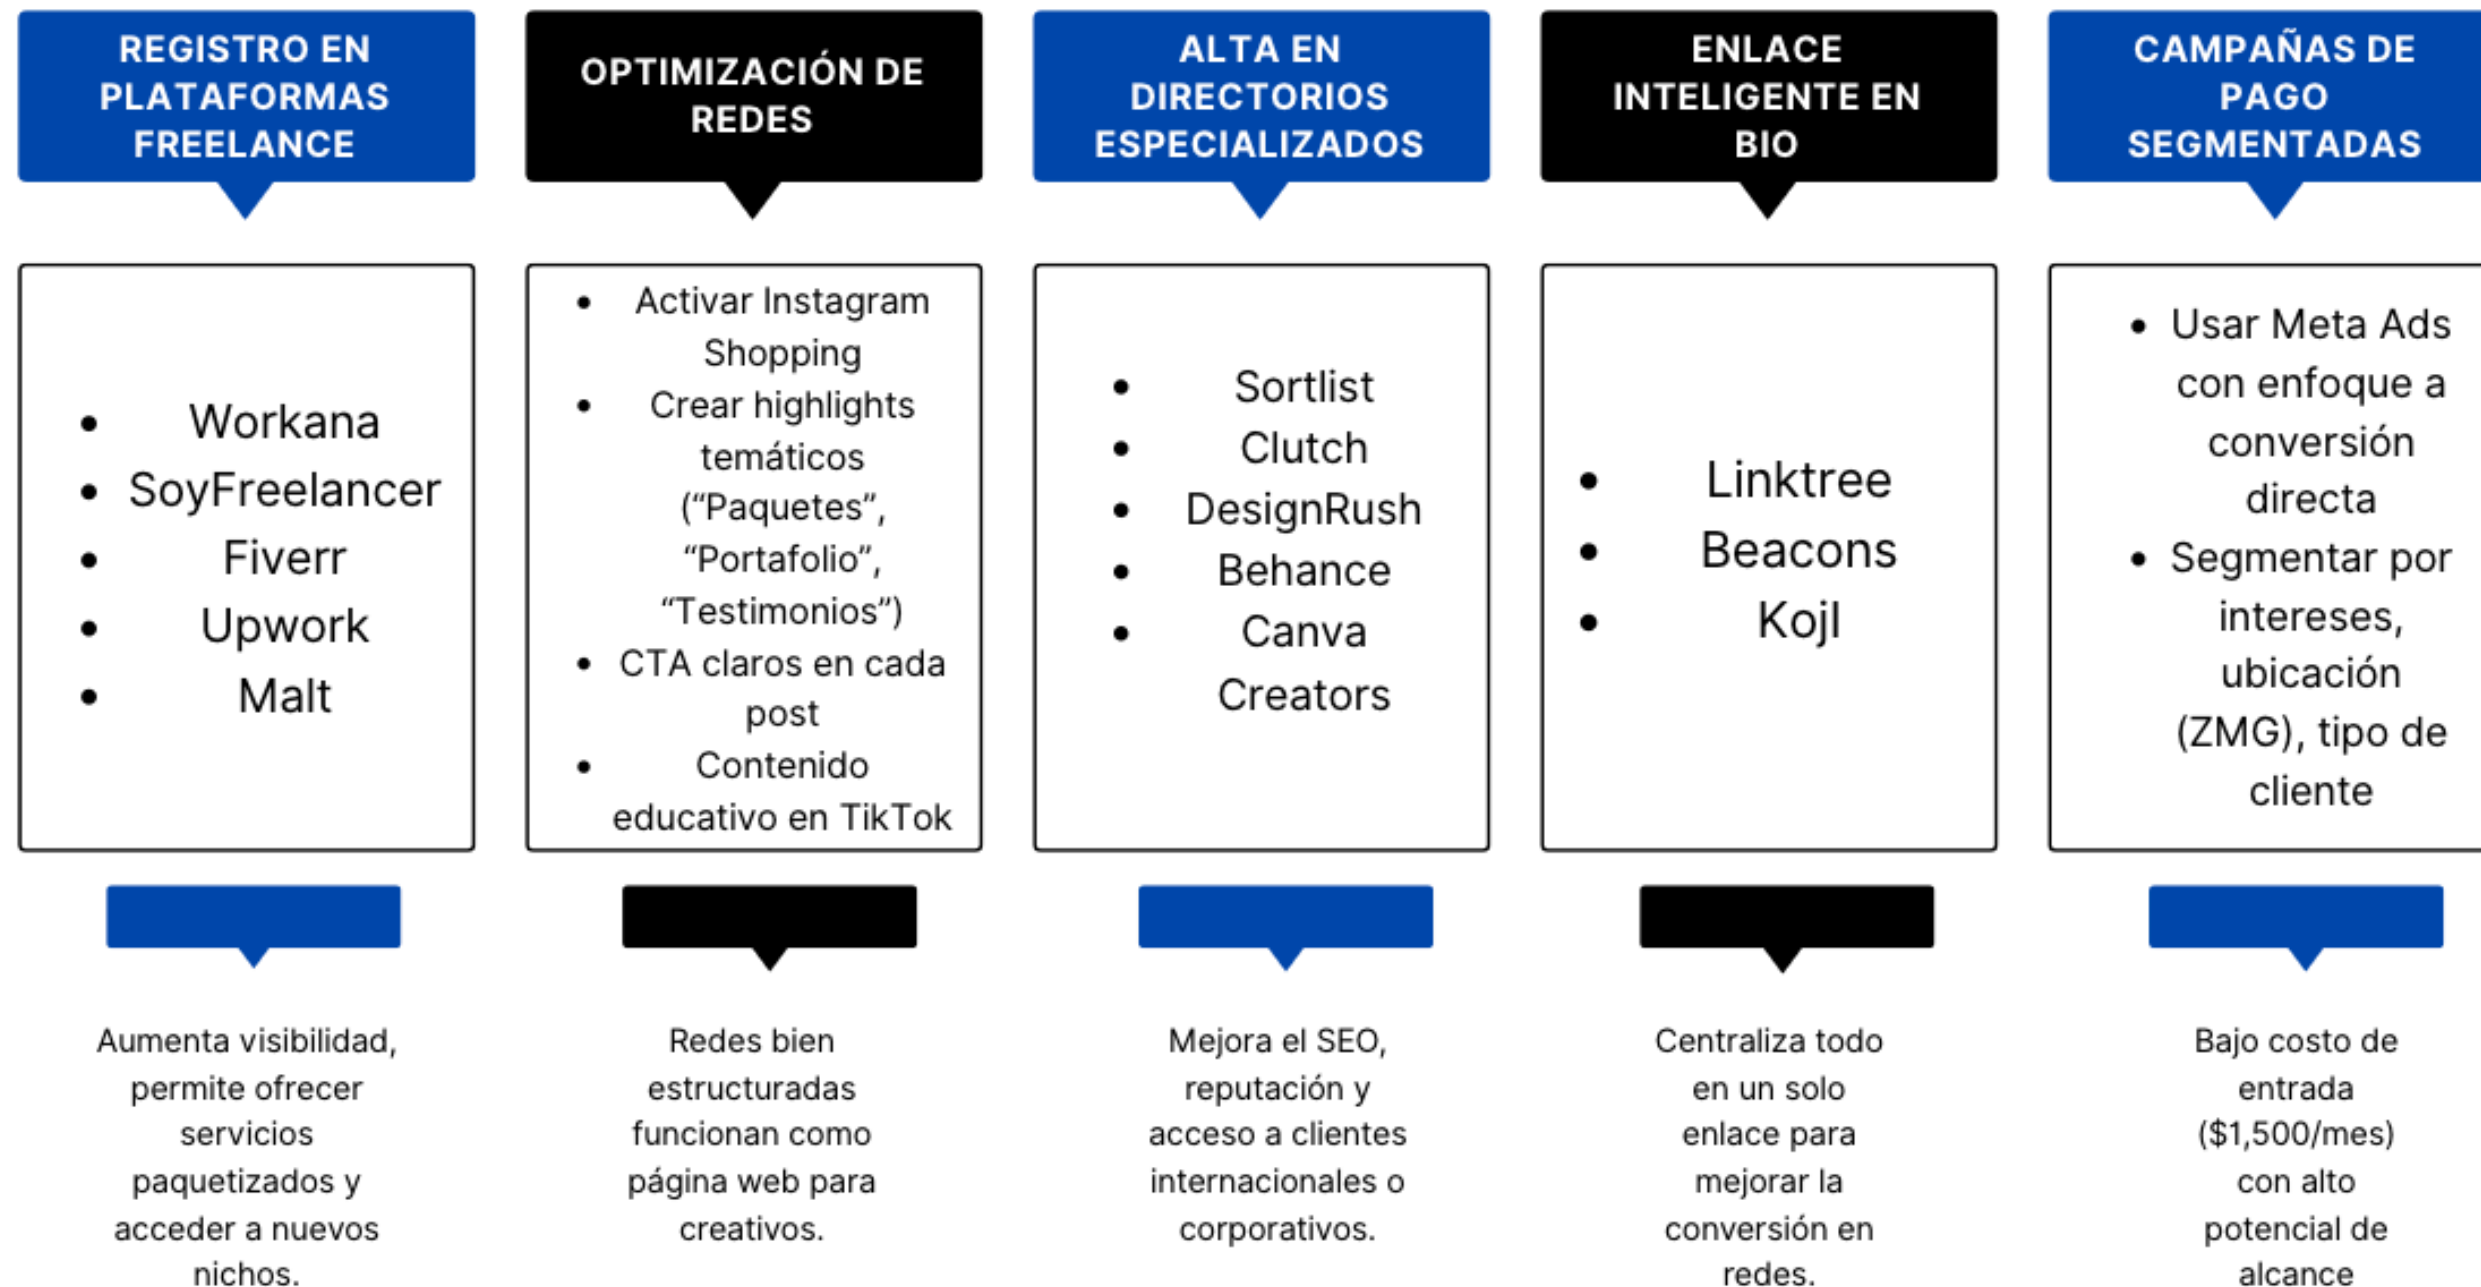 REGISTRO EN
PLATAFORMAS
FREELANCE
OPTIMIZACIÓN DE
REDES
ALTA EN
DIRECTORIOS
ESPECIALIZADOS
ENLACE
INTELIGENTE EN
BIO
CAMPAÑAS DE
PAGO
SEGMENTADAS
• Workana
• SoyFreelancer
• Fiverr
• Upwork
• Malt
• Activar Instagram
Shopping
• Crear highlights
temáticos
(“Paquetes”,
“Portafolio”,
“Testimonios”)
• CTA claros en cada
post
• Contenido
educativo en TikTok
• Sortlist
• Clutch
• DesignRush
• Behance
• Canva
Creators
• Linktree
• Beacons
• KojI
• Usar Meta Ads
con enfoque a
conversión
directa
• Segmentar por
intereses,
ubicación
(ZMG), tipo de
cliente
Aumenta visibilidad,
permite ofrecer
servicios
paquetizados y
acceder a nuevos
nichos.
Redes bien
estructuradas
funcionan como
página web para
creativos.
Mejora el SEO,
reputación y
acceso a clientes
internacionales o
corporativos.
Centraliza todo
en un solo
enlace para
mejorar la
conversión en
redes.
Bajo costo de
entrada
($1,500/mes)
con alto
potencial de
alcance